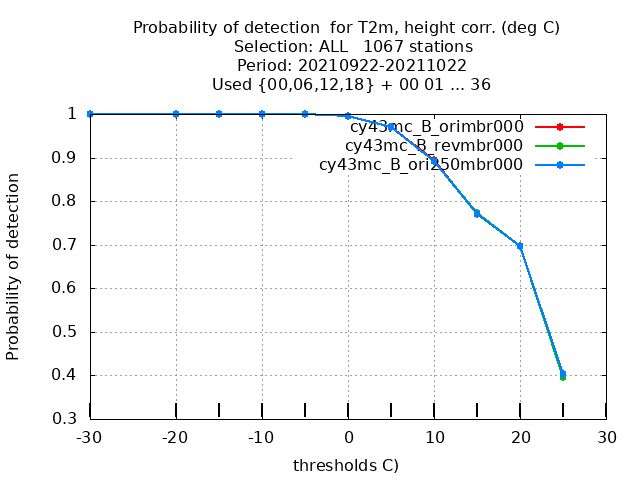 Probability of detection  for T2m, height corr. (deg C)
Selection: ALL   1067 stations
Period: 20210922-20211022
Used {00,06,12,18} + 00 01 ... 36
cy43mc_B_orimbr000
cy43mc_B_revmbr000
cy43mc_B_ori250mbr000
1
0.9
0.8
0.7
0.6
0.5
0.4
0.3
Probability of detection
-30 -20 -10 0 10 20 30
thresholds C)